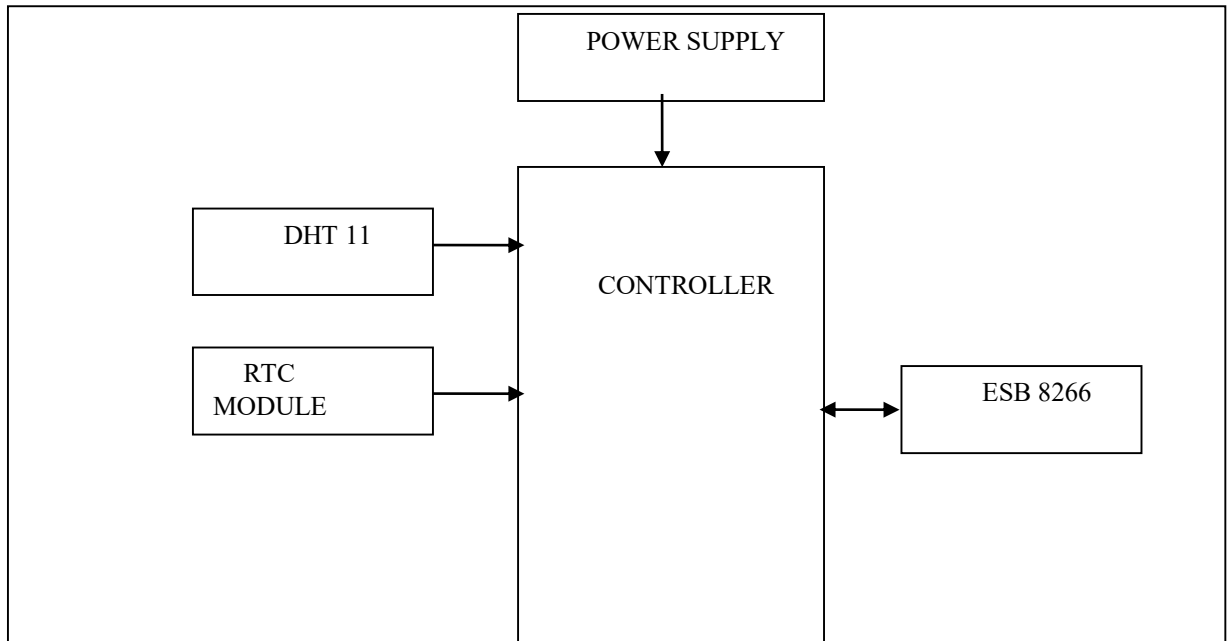 POWER SUPPLY
DHT 11
CONTROLLER
RTC
MODULE
ESB 8266